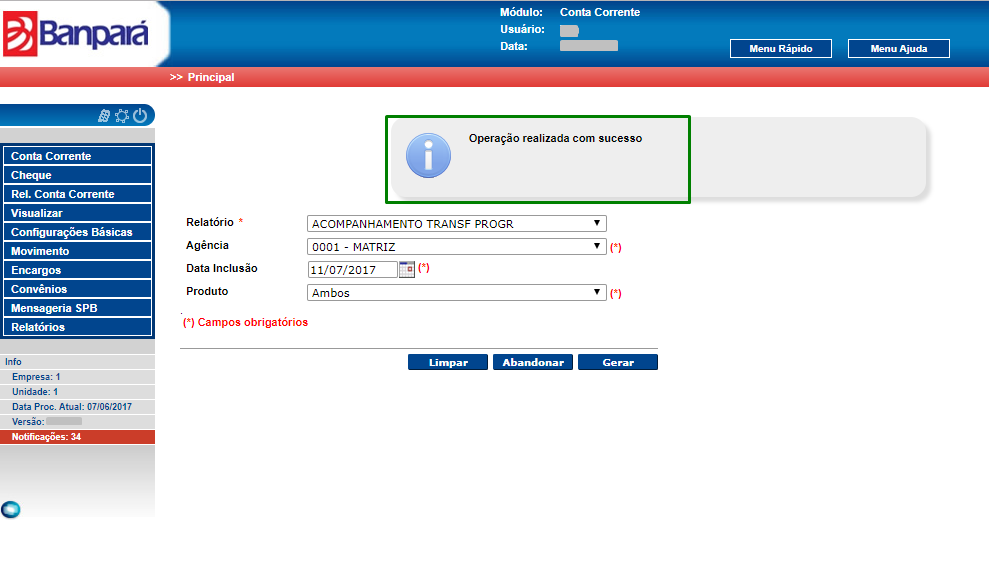 Banpará
Módulo: Conta Corrente
Usuário:
Data:
Menu Rápido
Menu Ajuda
>> Principal
Conta Corrente
Cheque
Rel. Conta Corrente
Visualizar
Configurações Básicas
Movimento
Encargos
Convênios
Mensageria SPB
Relatórios
Info
Empresa: 1
Unidade: 1
Data Proc. Atual: 07/06/2017
Versão:
Notificações: 34
Operação realizada com sucesso
Relatório * ACOMPANHAMENTO TRANSF PROGR
Agência 0001 - MATRIZ (*)
Data Inclusão 11/07/2017 (*)
Produto Ambos (*)
(*) Campos obrigatórios
Limpar Abandonar Gerar